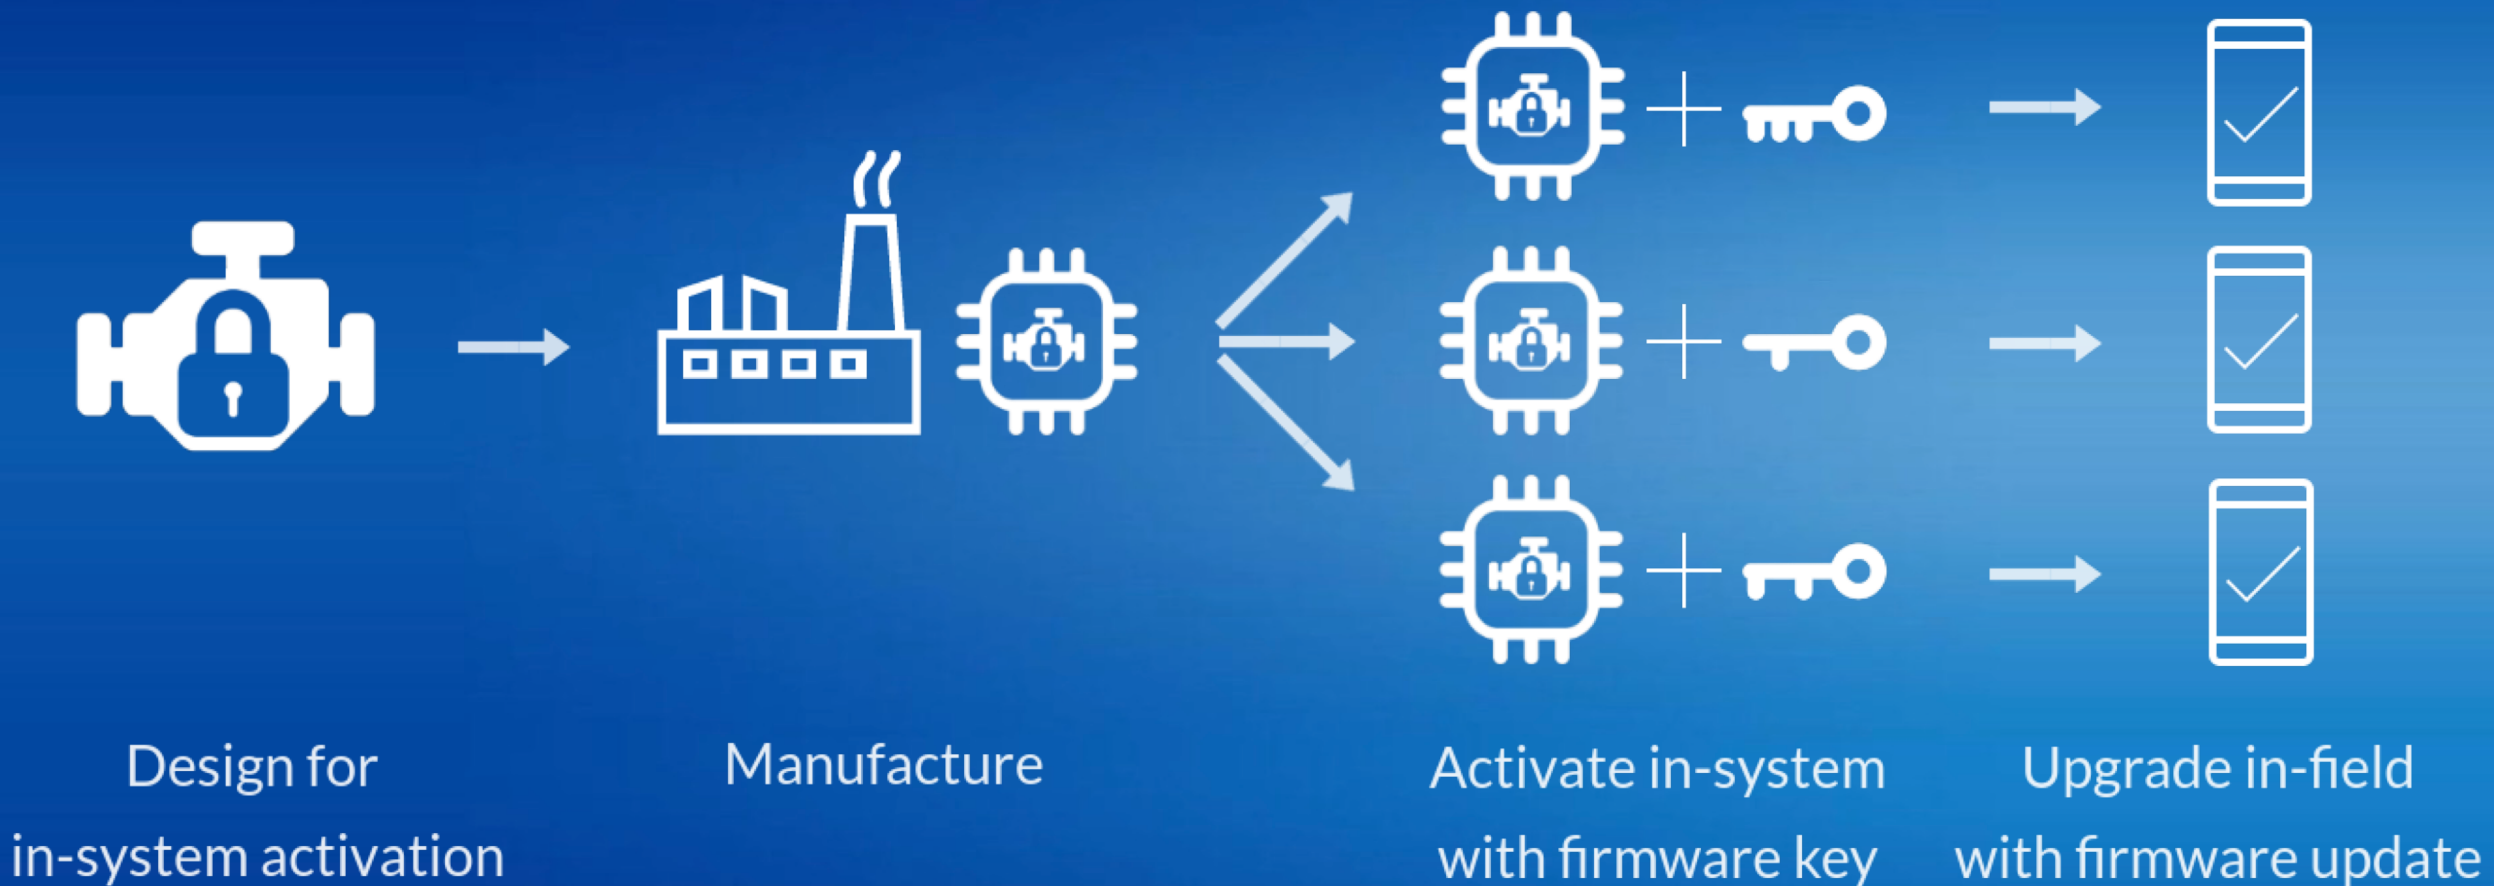 Design for
in-system activation
Manufacture
Activate in-system
with firmware key
Upgrade in-field
with firmware update